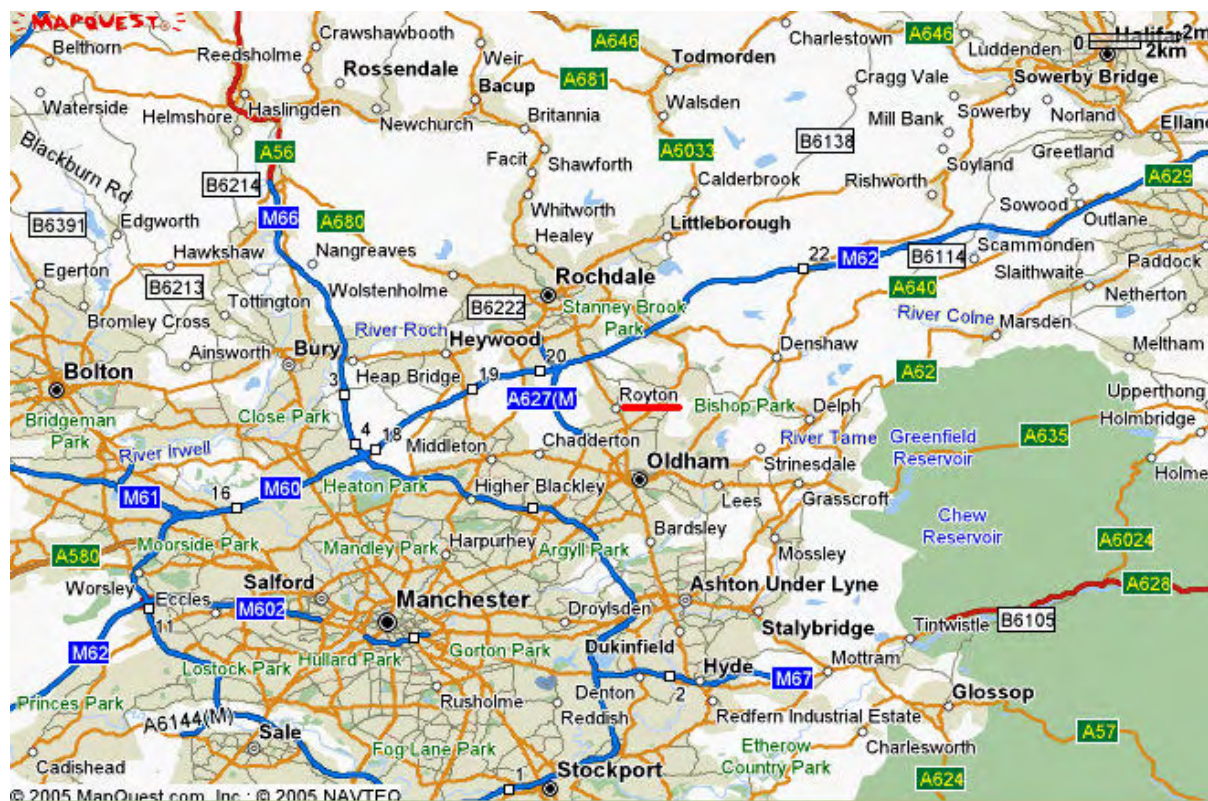 MAPQUEST
Belthorn
Reedsholme
Crawshawbooth
Weir
A646
Todmorden
Charlestown
A646
Luddenden
Halifax
0
2m
2km
Rossendale
Bacup
A681
Cragg Vale
Sowerby Bridge
Waterside
Haslingden
Helmshore
Newchurch
Britannia
Walsden
Mill Bank
Sowerby
Norland
Elland
Blackburn Rd
A56
Facit
Shawforth
A6033
B6138
Soyland
Greetland
B6214
Calderbrook
Rishworth
A629
M66
A680
Whitworth
Littleborough
Sowood
Outlane
B6391
Edgworth
Hawkshaw
Nangreaves
Healey
22
M62
B6114
Scammonden
Egerton
B6213
Tottington
Wolstenholme
Rochdale
Slaithwaite
Paddock
Bromley Cross
B6222
Stanney Brook
Park
A640
Netherton
River Roch
River Colne
Marsden
Ainsworth
Bury
Heywood
20
Denshaw
Meltham
Bolton
3
Heap Bridge
19
A627(M)
Royton
A62
Upperthong
Bridgeman
Park
Close Park
Bishop Park
Delph
Holmbridge
4
18
Middleton
Chadderton
River Tame
Greenfield
Reservoir
A635
River Irwell
Oldham
Strinesdale
Holme
M61
16
M60
Heaton Park
Higher Blackley
Lees
Grasscroft
Chew
Reservoir
A580
Moorside Park
Mandley Park
Harpurhey
Argyll Park
Bardsley
Mossley
A6024
Worsley
Salford
Ashton Under Lyne
A628
Eccles
M602
Manchester
Droylsden
Stalybridge
Tintwistle
B6105
11
M62
Lostock Park
Hullard Park
Gorton Park
Dukinfield
Hyde
M67
Mottram
Princes Park
Rusholme
Denton
2
Glossop
A6144(M)
Sale
Reddish
Redfern Industrial Estate
A57
Cadishead
Fog Lane Park
Etherow
Country Park
Charlesworth
1
Stockport
A624
© 2005 MapQuest.com, Inc.; © 2005 NAVTEQ